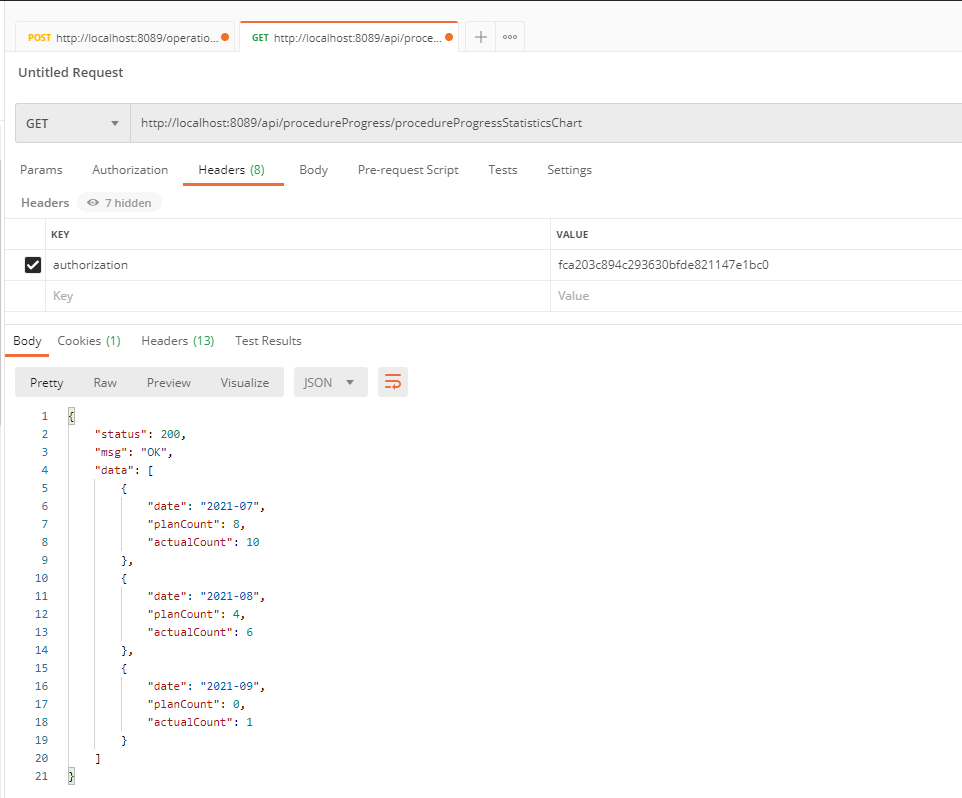 POST http://localhost:8089/operatio...
GET http://localhost:8089/api/proce...
Untitled Request
GET http://localhost:8089/api/procedureProgress/procedureProgressStatisticsChart
Params Authorization Headers (8) Body Pre-request Script Tests Settings
Headers 7 hidden
KEY VALUE
authorization fca203c894c293630bfde821147e1bc0
Key Value
Body Cookies (1) Headers (13) Test Results
Pretty Raw Preview Visualize JSON
1 {
2 "status": 200,
3 "msg": "OK",
4 "data": [
5 {
6 "date": "2021-07",
7 "planCount": 8,
8 "actualCount": 10
9 },
10 {
11 "date": "2021-08",
12 "planCount": 4,
13 "actualCount": 6
14 },
15 {
16 "date": "2021-09",
17 "planCount": 0,
18 "actualCount": 1
19 }
20 ]
21 }